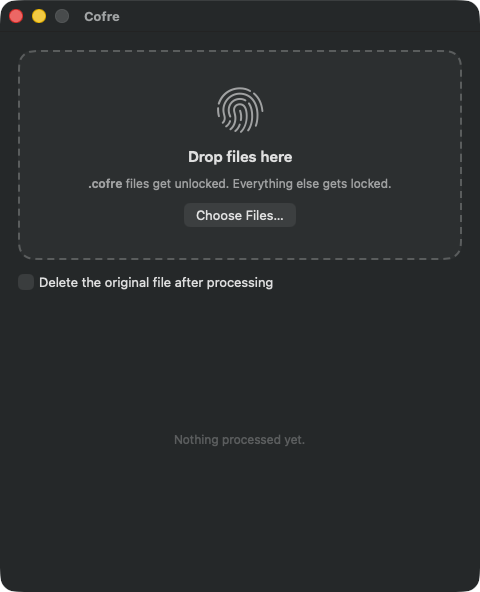 Cofre
Drop files here
.cofre files get unlocked. Everything else gets locked.
Choose Files...
Delete the original file after processing
Nothing processed yet.